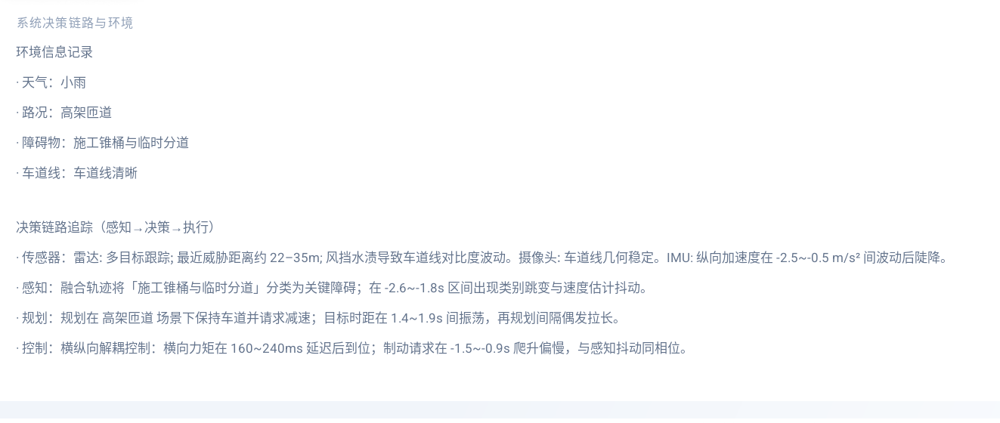 系统决策链路与环境
环境信息记录
· 天气：小雨
· 路况：高架匝道
· 障碍物：施工锥桶与临时分道
· 车道线：车道线清晰
决策链路追踪（感知→决策→执行）
· 传感器：雷达: 多目标跟踪; 最近威胁距离约 22–35m; 风挡水渍导致车道线对比度波动。摄像头: 车道线几何稳定。IMU: 纵向加速度在 -2.5~-0.5 m/s² 间波动后陡降。
· 感知：融合轨迹将「施工锥桶与临时分道」分类为关键障碍；在 -2.6~-1.8s 区间出现类别跳变与速度估计抖动。
· 规划：规划在 高架匝道 场景下保持车道并请求减速；目标时距在 1.4~1.9s 间振荡，再规划间隔偶发拉长。
· 控制：横纵向解耦控制：横向力矩在 160~240ms 延迟后到位；制动请求在 -1.5~-0.9s 爬升偏慢，与感知抖动同相位。